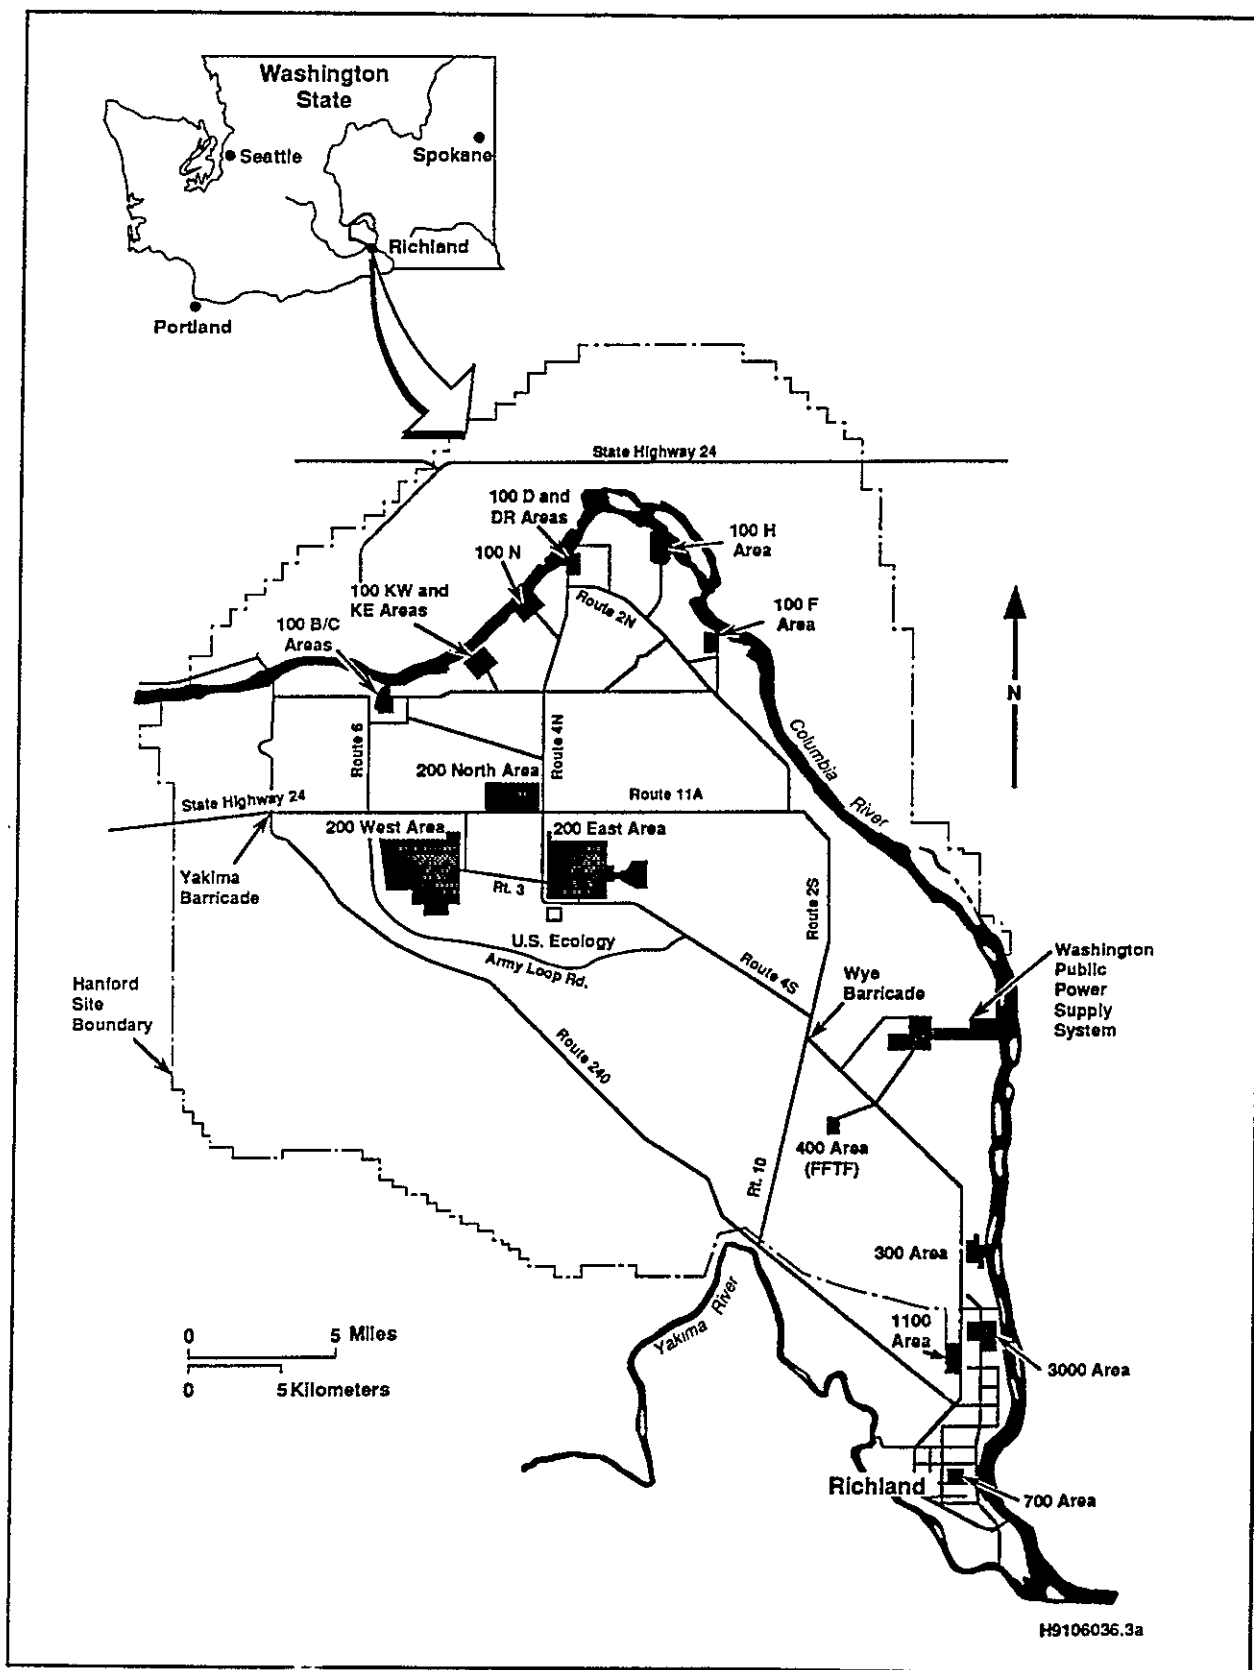 Washington
State
Seattle
Spokane
Richland
Portland
State Highway 24
100 D and
DR Areas
100 H
Area
100 N
100 KW and
KE Areas
Route 2N
100 F
Area
100 B/C
Areas
N
Route 6
Route 4N
Columbia
River
200 North Area
State Highway 24
Route 11A
200 West Area
200 East Area
Yakima
Barricade
Rt. 3
Route 2S
U.S. Ecology
Army Loop Rd.
Route 4S
Wye
Barricade
Washington
Public
Power
Supply
System
Hanford
Site
Boundary
Route 240
400 Area
(FFTF)
Rt. 10
300 Area
Yakima River
1100
Area
3000 Area
0 5 Miles
0 5 Kilometers
Richland
700 Area
H9106036.3a